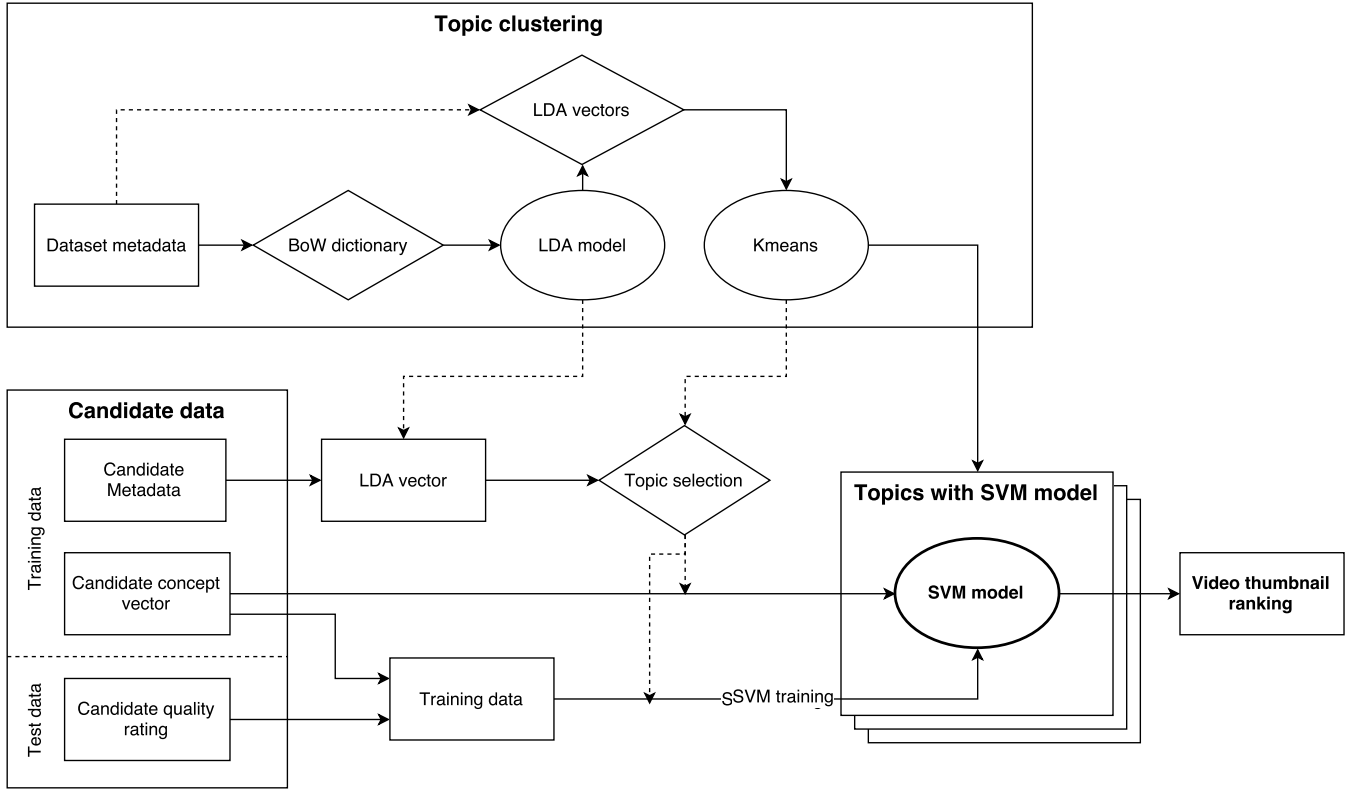 Topic clustering
LDA vectors
Dataset metadata
BoW dictionary
LDA model
Kmeans
Candidate data
Training data
Candidate
Metadata
LDA vector
Topic selection
Topics with SVM model
Candidate concept
vector
SVM model
Video thumbnail
ranking
Test data
Candidate quality
rating
Training data
SVM training